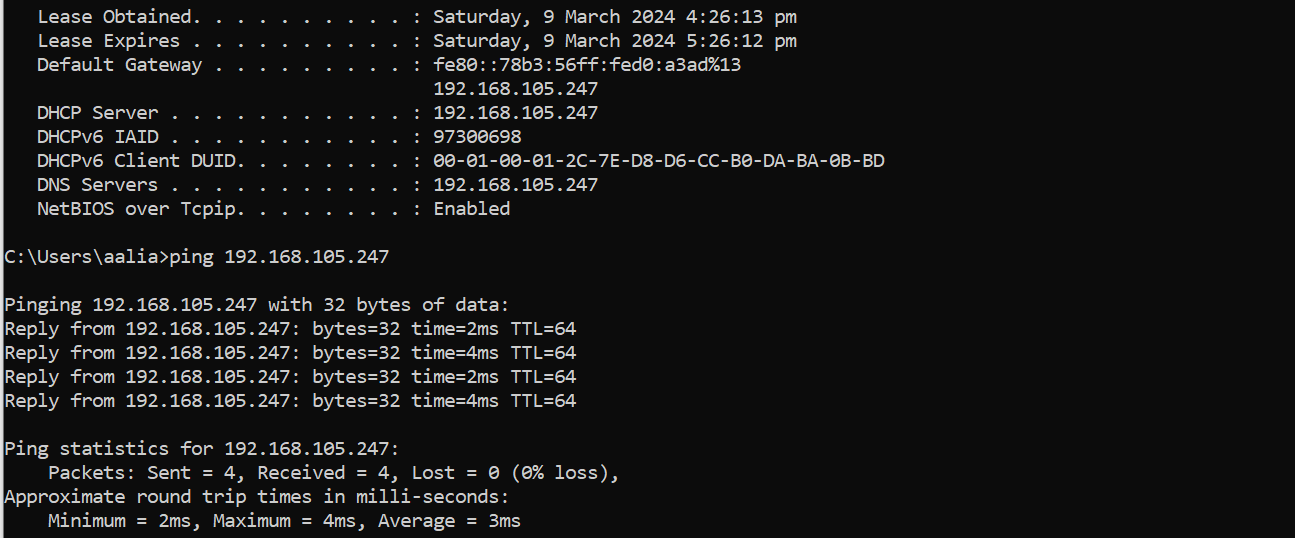 Lease Obtained. . . . . . . . . . : Saturday, 9 March 2024 4:26:13 pm
Lease Expires . . . . . . . . . . : Saturday, 9 March 2024 5:26:12 pm
Default Gateway . . . . . . . . . : fe80::78b3:56ff:fed0:a3ad%13
192.168.105.247
DHCP Server . . . . . . . . . . . : 192.168.105.247
DHCPv6 IAID . . . . . . . . . . . : 97300698
DHCPv6 Client DUID. . . . . . . . : 00-01-00-01-2C-7E-D8-D6-CC-B0-DA-BA-0B-BD
DNS Servers . . . . . . . . . . . : 192.168.105.247
NetBIOS over Tcpip. . . . . . . . : Enabled
C:\Users\aalia>ping 192.168.105.247
Pinging 192.168.105.247 with 32 bytes of data:
Reply from 192.168.105.247: bytes=32 time=2ms TTL=64
Reply from 192.168.105.247: bytes=32 time=4ms TTL=64
Reply from 192.168.105.247: bytes=32 time=2ms TTL=64
Reply from 192.168.105.247: bytes=32 time=4ms TTL=64
Ping statistics for 192.168.105.247:
Packets: Sent = 4, Received = 4, Lost = 0 (0% loss),
Approximate round trip times in milli-seconds:
Minimum = 2ms, Maximum = 4ms, Average = 3ms